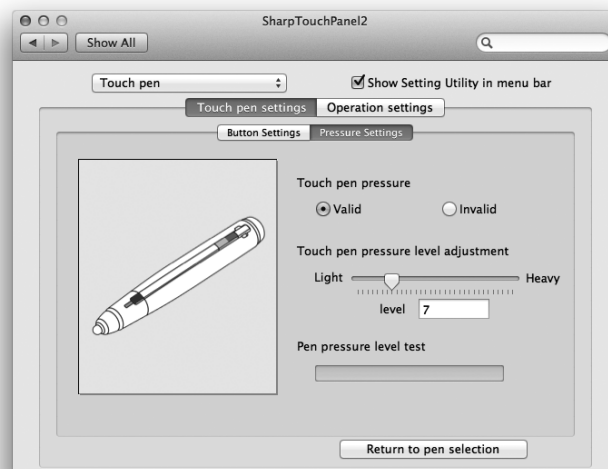 SharpTouchPanel2
Show All
Touch pen
Show Setting Utility in menu bar
Touch pen settings
Operation settings
Button Settings
Pressure Settings
Touch pen pressure
Valid
Invalid
Touch pen pressure level adjustment
Light
Heavy
level
7
Pen pressure level test
Return to pen selection